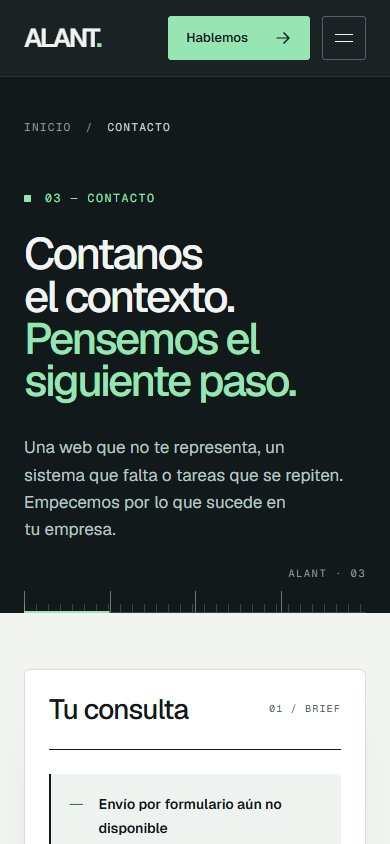 ALANT.
Hablemos
INICIO / CONTACTO
03 — CONTACTO
Contanos
el contexto.
Pensemos el
siguiente paso.
Una web que no te representa, un
sistema que falta o tareas que se repiten.
Empecemos por lo que sucede en
tu empresa.
ALANT · 03
Tu consulta
01 / BRIEF
— Envío por formulario aún no
disponible